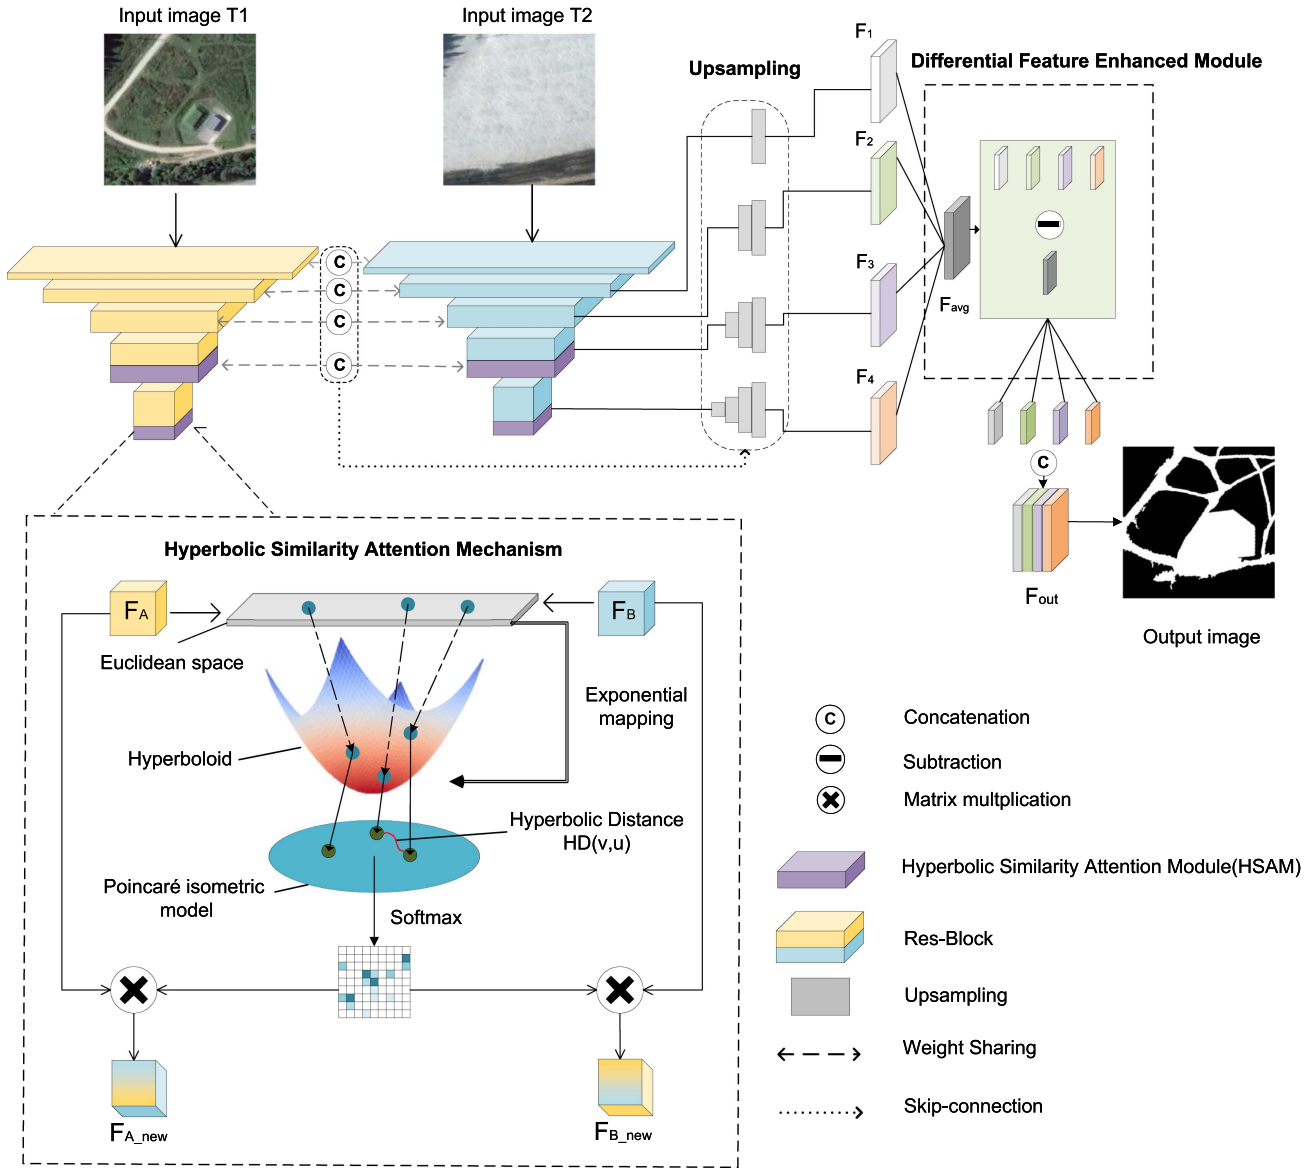 Input image T1
Input image T2
Upsampling
F1
Differential Feature Enhanced Module
F2
F3
F4
Favg
C
C
C
C
C
Fout
Output image
Hyperbolic Similarity Attention Mechanism
FA
FB
Euclidean space
Exponential
mapping
Hyperboloid
Hyperbolic Distance
HD(v,u)
Poincaré isometric
model
Softmax
FA_new
FB_new
C
Concatenation
Subtraction
Matrix multplication
Hyperbolic Similarity Attention Module(HSAM)
Res-Block
Upsampling
Weight Sharing
Skip-connection